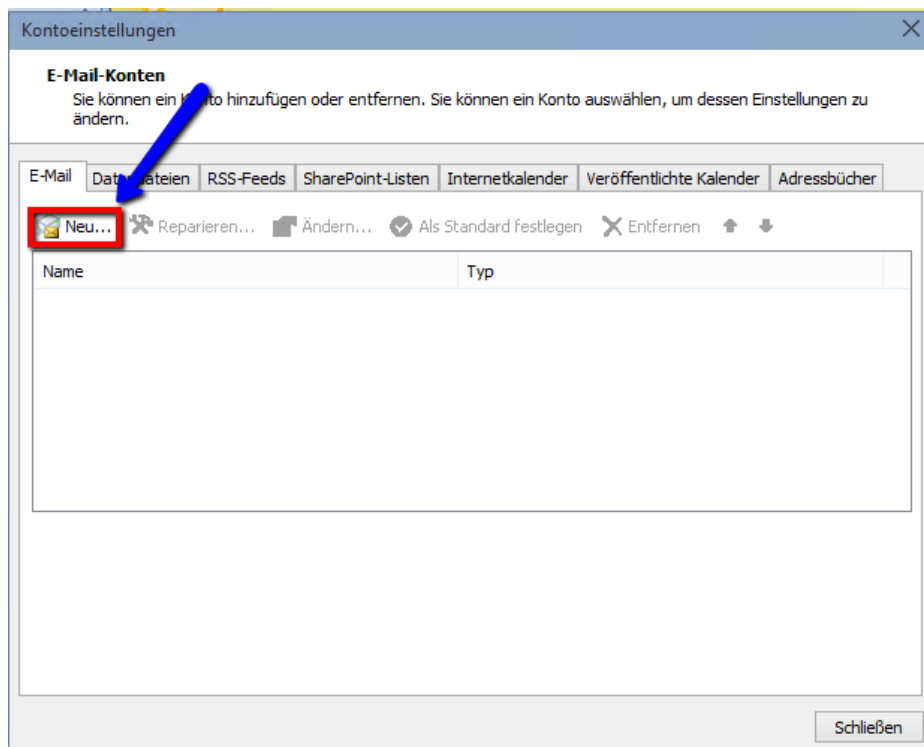 Kontoeinstellungen
E-Mail-Konten
Sie können ein Konto hinzufügen oder entfernen. Sie können ein Konto auswählen, um dessen Einstellungen zu
ändern.
E-Mail Datendateien RSS-Feeds SharePoint-Listen Internetkalender Veröffentlichte Kalender Adressbücher
Neu... Reparieren... Ändern... Als Standard festlegen Entfernen
Name Typ
Schließen